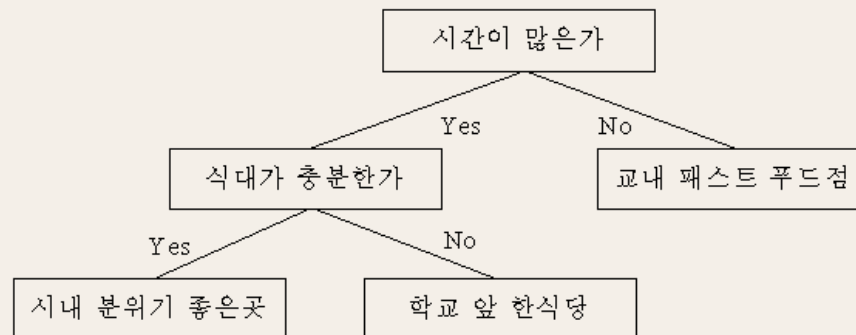 시간이 많은가
Yes
No
식대가 충분한가
교내 패스트 푸드점
Yes
No
시내 분위기 좋은곳
학교 앞 한식당